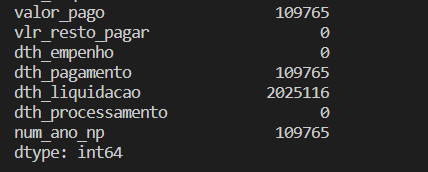 valor_pago 109765
vlr_resto_pagar 0
dth_empenho 0
dth_pagamento 109765
dth_liquidacao 2025116
dth_processamento 0
num_ano_np 109765
dtype: int64